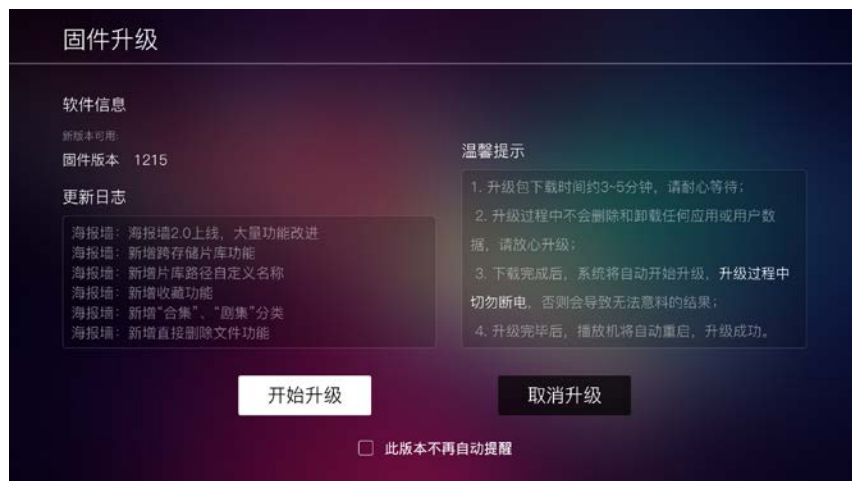 固件升级
软件信息
新版本可用:
固件版本 1215
更新日志
海报墙：海报墙2.0上线，大量功能改进
海报墙：新增跨存储片库功能
海报墙：新增片库路径自定义名称
海报墙：新增收藏功能
海报墙：新增“合集”、“剧集”分类
海报墙：新增直接删除文件功能
温馨提示
1. 升级包下载时间约3~5分钟，请耐心等待；
2. 升级过程中不会删除和卸载任何应用或用户数
据，请放心升级；
3. 下载完成后，系统将自动开始升级，升级过程中
切勿断电，否则会导致无法意料的结果；
4. 升级完毕后，播放机将自动重启，升级成功。
开始升级
取消升级
此版本不再自动提醒